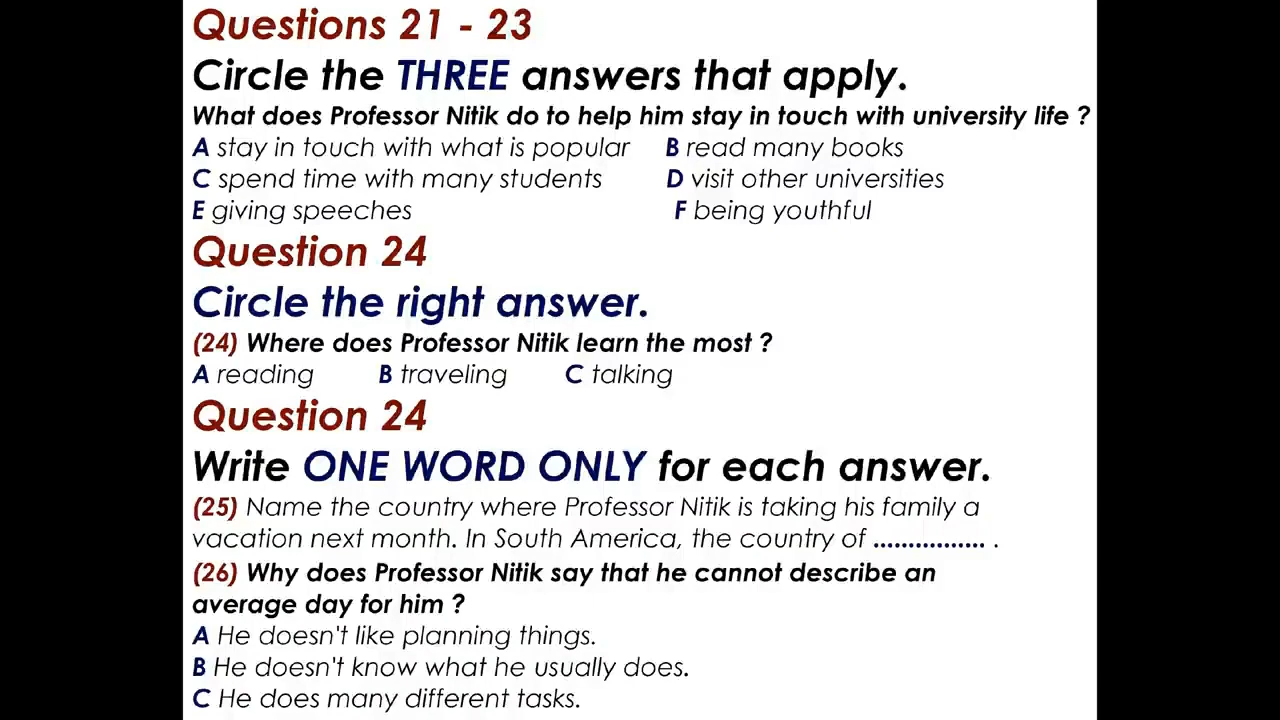 Questions 21 - 23
Circle the THREE answers that apply.
What does Professor Nitik do to help him stay in touch with university life ?
A stay in touch with what is popular B read many books
C spend time with many students D visit other universities
E giving speeches F being youthful
Question 24
Circle the right answer.
(24) Where does Professor Nitik learn the most ?
A reading B traveling C talking
Question 24
Write ONE WORD ONLY for each answer.
(25) Name the country where Professor Nitik is taking his family a
vacation next month. In South America, the country of ................ .
(26) Why does Professor Nitik say that he cannot describe an
average day for him ?
A He doesn't like planning things.
B He doesn't know what he usually does.
C He does many different tasks.